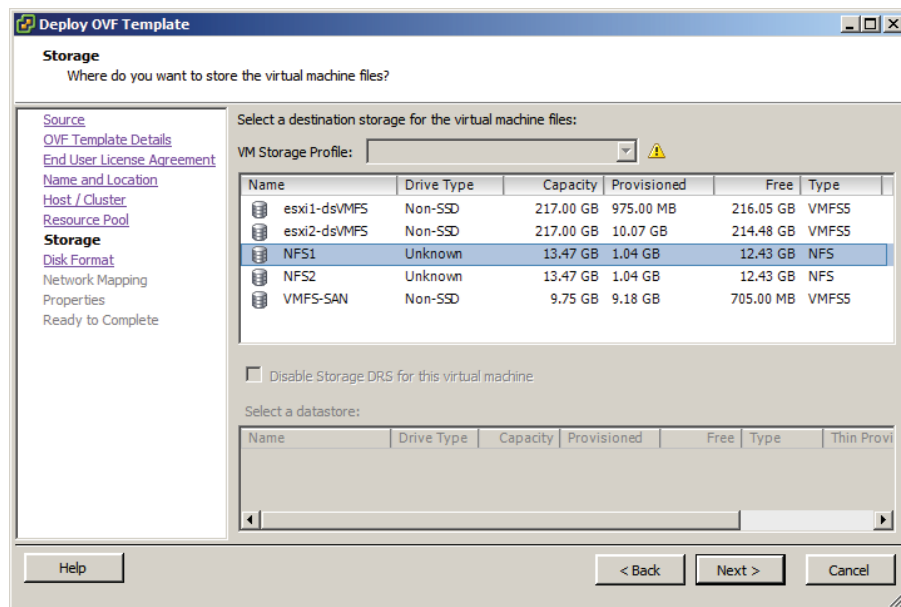 Deploy OVF Template
Storage
Where do you want to store the virtual machine files?
Source
OVF Template Details
End User License Agreement
Name and Location
Host / Cluster
Resource Pool
Storage
Disk Format
Network Mapping
Properties
Ready to Complete
Select a destination storage for the virtual machine files:
VM Storage Profile:
Name Drive Type Capacity Provisioned Free Type
esxi1-dsVMFS Non-SSD 217.00 GB 975.00 MB 216.05 GB VMFS5
esxi2-dsVMFS Non-SSD 217.00 GB 10.07 GB 214.48 GB VMFS5
NFS1 Unknown 13.47 GB 1.04 GB 12.43 GB NFS
NFS2 Unknown 13.47 GB 1.04 GB 12.43 GB NFS
VMFS-SAN Non-SSD 9.75 GB 9.18 GB 705.00 MB VMFS5
Disable Storage DRS for this virtual machine
Select a datastore:
Name Drive Type Capacity Provisioned Free Type Thin Provi
Help < Back Next > Cancel